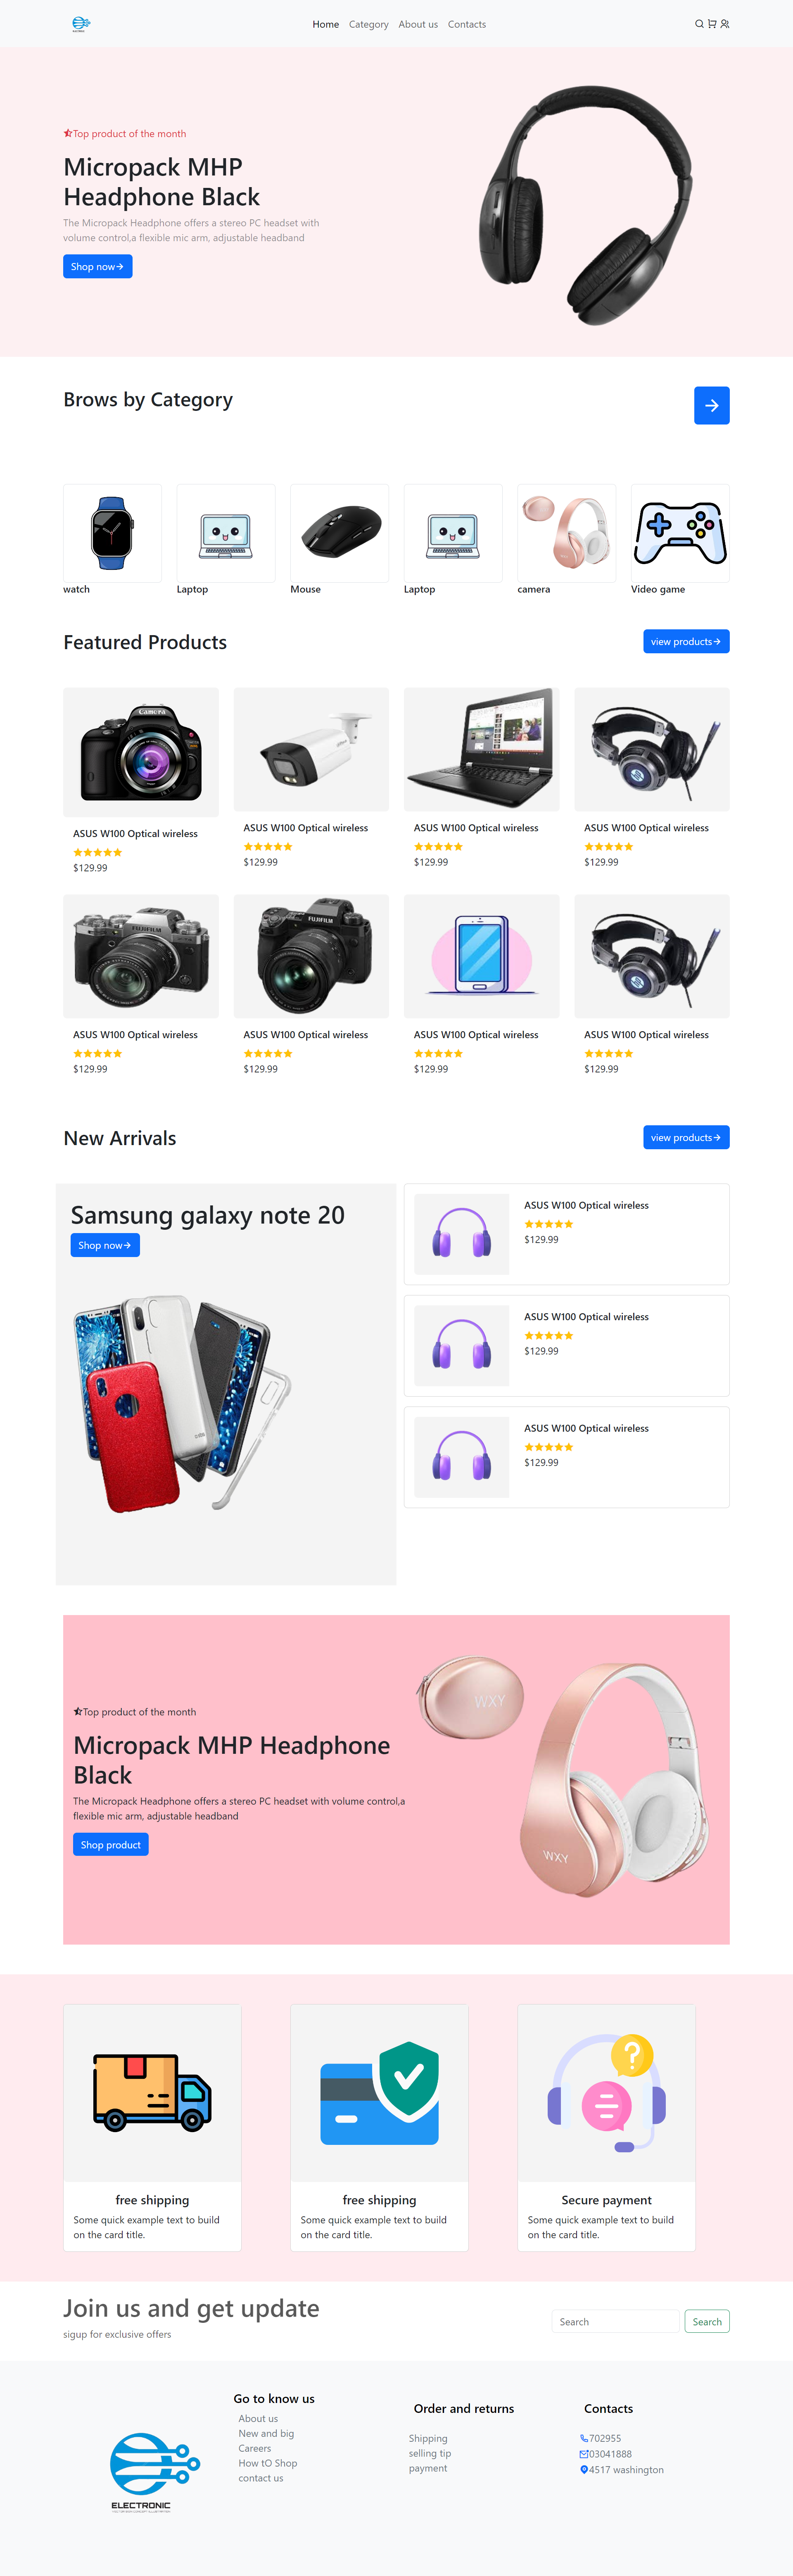 Home Category About us Contacts
Top product of the month
Micropack MHP
Headphone Black
The Micropack Headphone offers a stereo PC headset with
volume control,a flexible mic arm, adjustable headband
Shop now
Brows by Category
watch
Laptop
Mouse
Laptop
camera
Video game
Featured Products
view products
Camura
FUJIFILM
FUJIFILM
ASUS W100 Optical wireless
$129.99
ASUS W100 Optical wireless
$129.99
ASUS W100 Optical wireless
$129.99
ASUS W100 Optical wireless
$129.99
ASUS W100 Optical wireless
$129.99
ASUS W100 Optical wireless
$129.99
ASUS W100 Optical wireless
$129.99
ASUS W100 Optical wireless
$129.99
New Arrivals
view products
Samsung galaxy note 20
Shop now
ASUS W100 Optical wireless
$129.99
ASUS W100 Optical wireless
$129.99
ASUS W100 Optical wireless
$129.99
WXY
WXY
Top product of the month
Micropack MHP Headphone
Black
The Micropack Headphone offers a stereo PC headset with volume control,a
flexible mic arm, adjustable headband
Shop product
free shipping
Some quick example text to build
on the card title.
free shipping
Some quick example text to build
on the card title.
Secure payment
Some quick example text to build
on the card title.
Join us and get update
sigup for exclusive offers
Search
Search
ELECTRONIC
Go to know us
About us
New and big
Careers
How tO Shop
contact us
Order and returns
Shipping
selling tip
payment
Contacts
702955
03041888
4517 washington